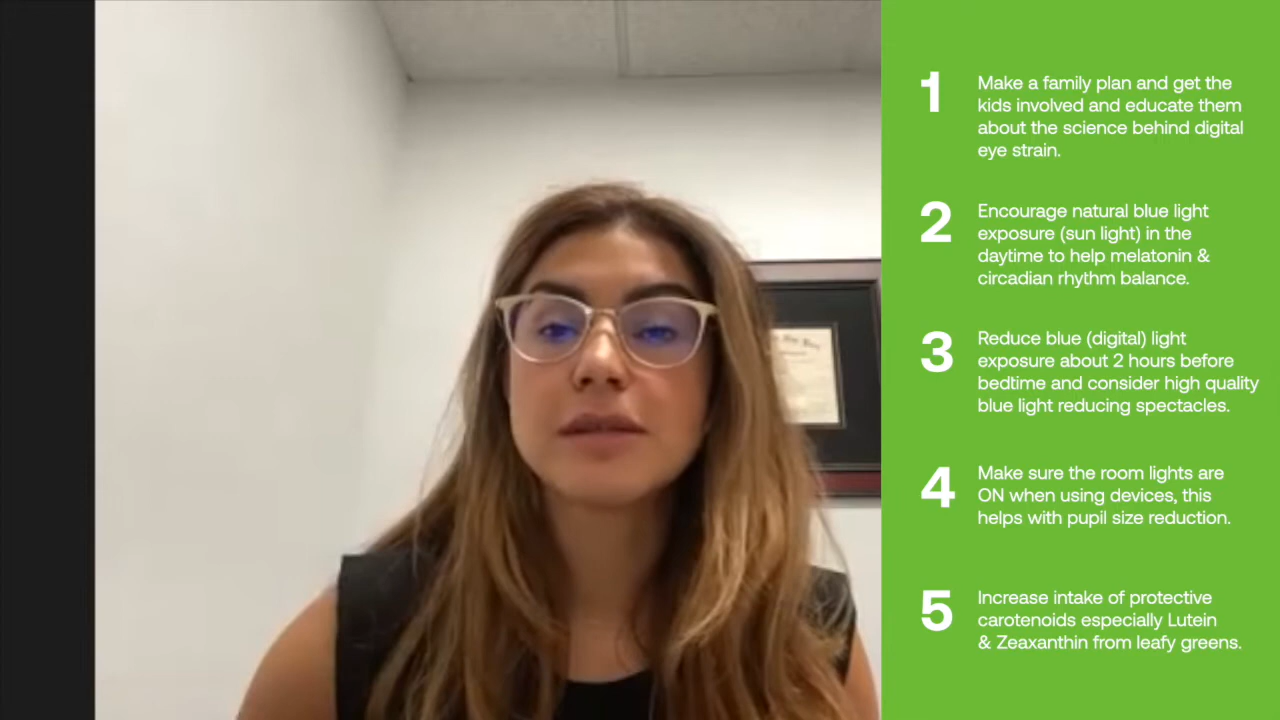 1
Make a family plan and get the
kids involved and educate them
about the science behind digital
eye strain.
2
Encourage natural blue light
exposure (sun light) in the
daytime to help melatonin &
circadian rhythm balance.
3
Reduce blue (digital) light
exposure about 2 hours before
bedtime and consider high quality
blue light reducing spectacles.
4
Make sure the room lights are
ON when using devices, this
helps with pupil size reduction.
5
Increase intake of protective
carotenoids especially Lutein
& Zeaxanthin from leafy greens.